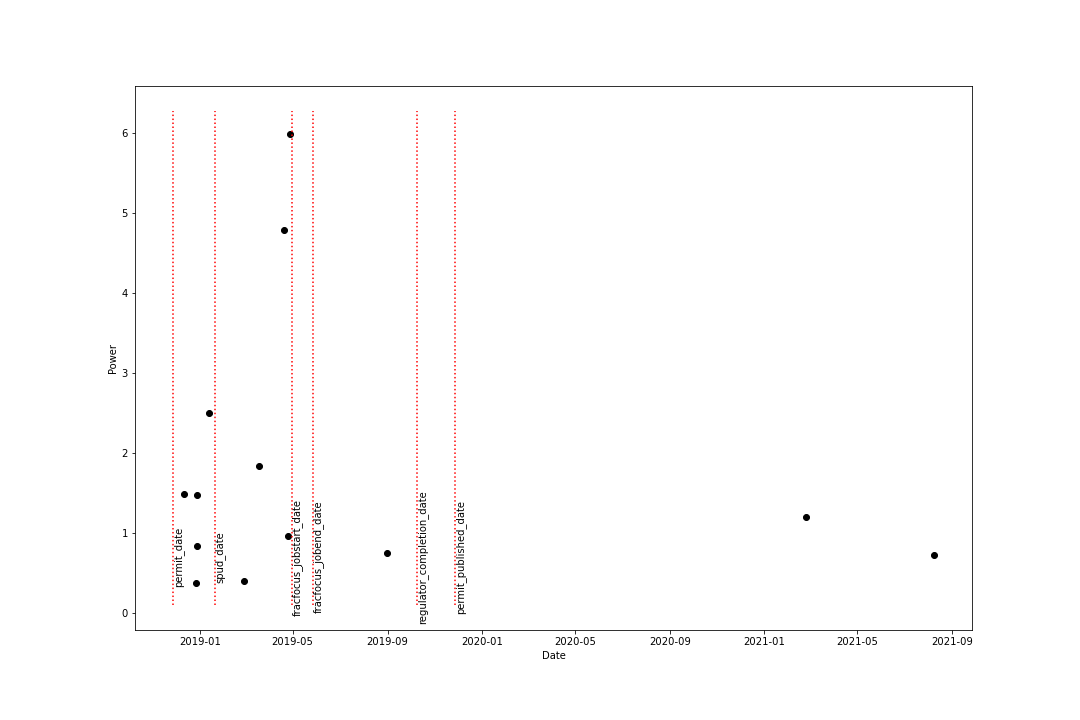 6
5
4
3
2
1
0
Power
permit_date
spud_date
fracfocus_jobstart_date
fracfocus_jobend_date
regulator_completion_date
permit_published_date
2019-01
2019-05
2019-09
2020-01
2020-05
2020-09
2021-01
2021-05
2021-09
Date